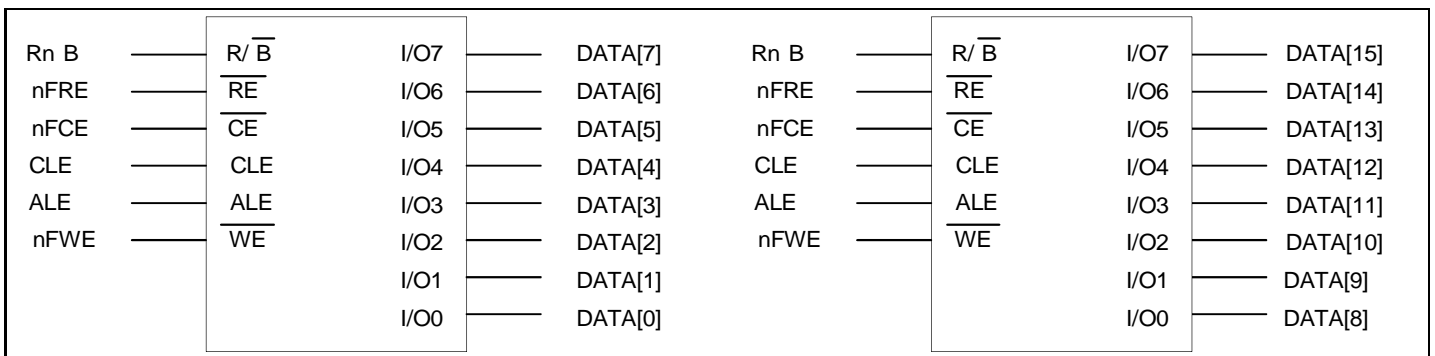 Rn B R/ B I/O7 DATA[7] Rn B R/ B I/O7 DATA[15]
nFRE RE I/O6 DATA[6] nFRE RE I/O6 DATA[14]
nFCE CE I/O5 DATA[5] nFCE CE I/O5 DATA[13]
CLE CLE I/O4 DATA[4] CLE CLE I/O4 DATA[12]
ALE ALE I/O3 DATA[3] ALE ALE I/O3 DATA[11]
nFWE WE I/O2 DATA[2] nFWE WE I/O2 DATA[10]
I/O1 DATA[1] I/O1 DATA[9]
I/O0 DATA[0] I/O0 DATA[8]